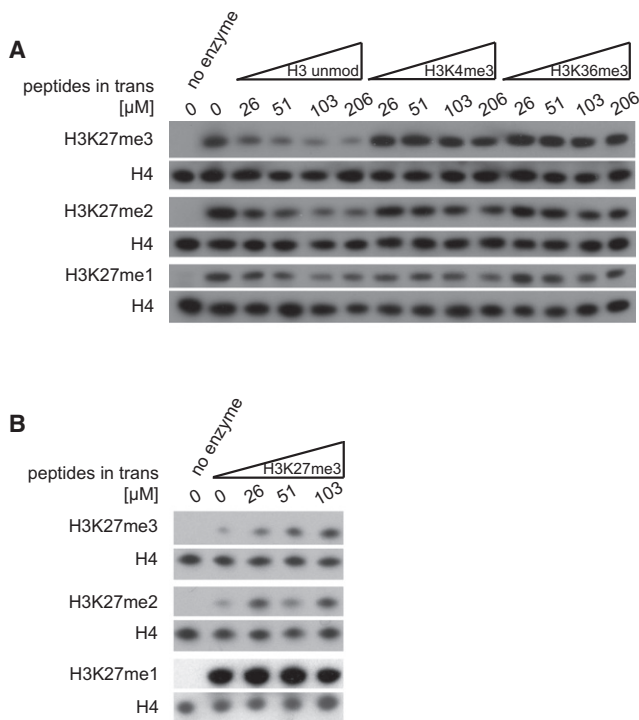 A
no enzyme
peptides in trans
[µM]
H3 unmod
H3K4me3
H3K36me3
0 0 26 51 103 206 26 51 103 206 26 51 103 206
H3K27me3
H4
H3K27me2
H4
H3K27me1
H4
B
no enzyme
peptides in trans
[µM]
H3K27me3
0 0 26 51 103
H3K27me3
H4
H3K27me2
H4
H3K27me1
H4